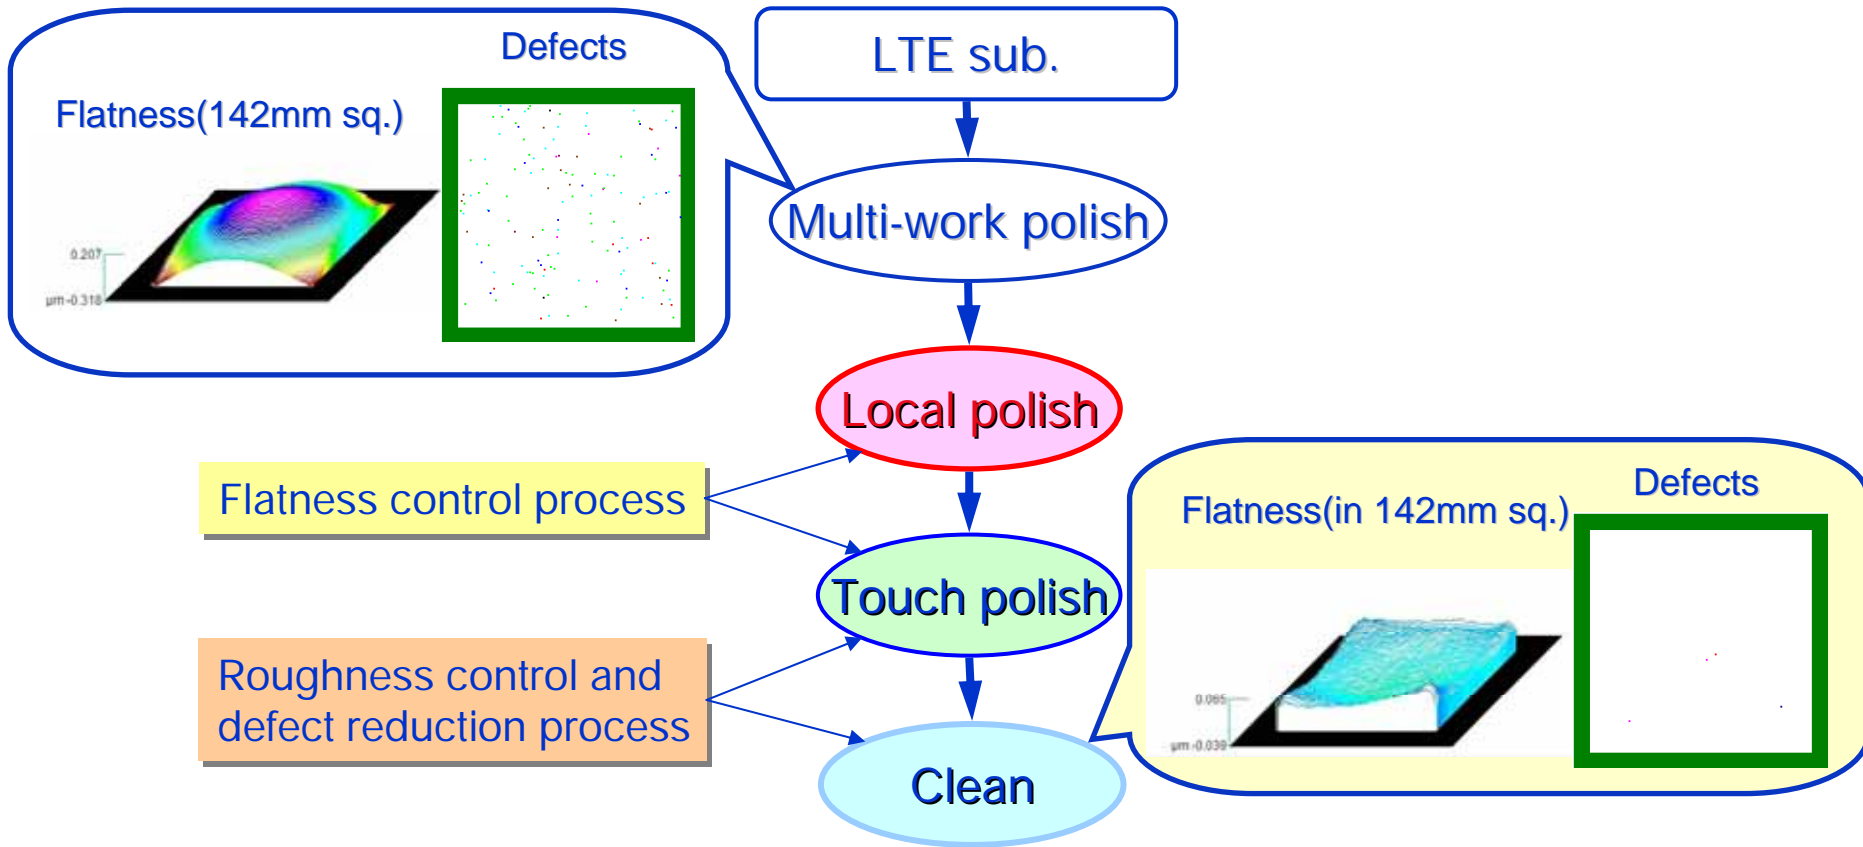 LTE sub.
Defects
Flatness(142mm sq.)
0.207
µm -0.318
Multi-work polish
Local polish
Flatness control process
Touch polish
Roughness control and
defect reduction process
Clean
Defects
Flatness(in 142mm sq.)
0.065
µm -0.039